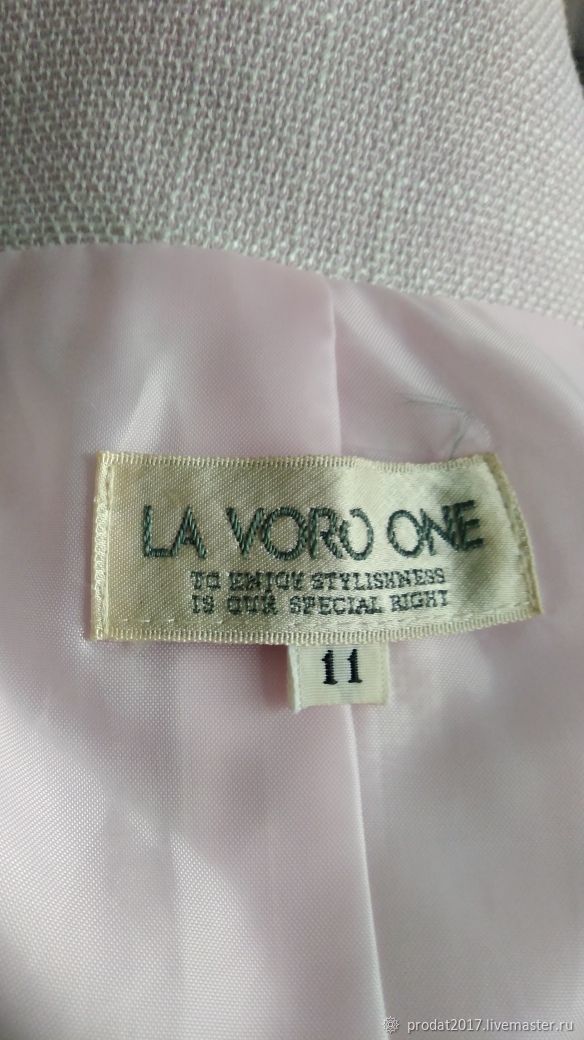 LA VORO ONE
TO ENJOY STYLISHNESS
IS OUR SPECIAL RIGHT
11
prodat2017.livemaster.ru